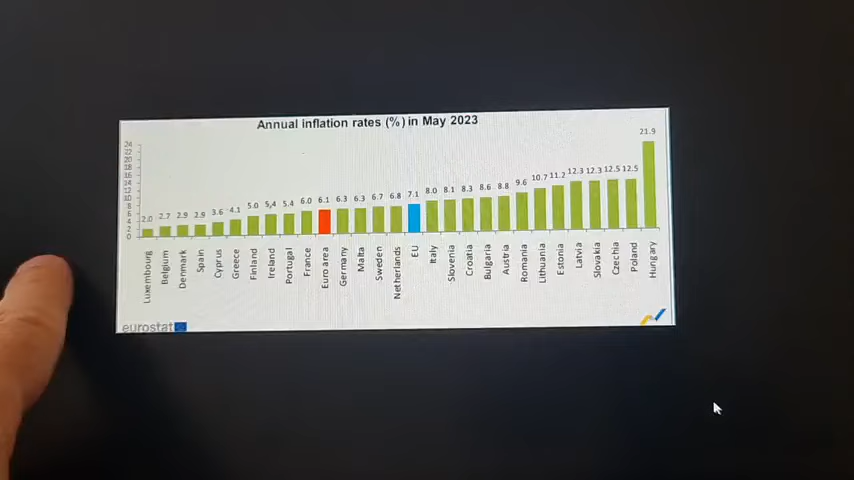 Annual inflation rates (%) in May 2023
24
22
20
18
16
14
12
10
8
6
4
2
0
2.0 2.7 2.9 2.9 3.6 4.1 5.0 5,4 5.4 6.0 6.1 6.3 6.3 6.7 6.8 7.1 8.0 8.1 8.3 8.6 8.8 9.6 10.7 11.2 12.3 12.3 12.5 12.5 21.9
Luxembourg
Belgium
Denmark
Spain
Cyprus
Greece
Finland
Ireland
Portugal
France
Euro area
Germany
Malta
Sweden
Netherlands
EU
Italy
Slovenia
Croatia
Bulgaria
Austria
Romania
Lithuania
Estonia
Latvia
Slovakia
Czechia
Poland
Hungary
eurostat